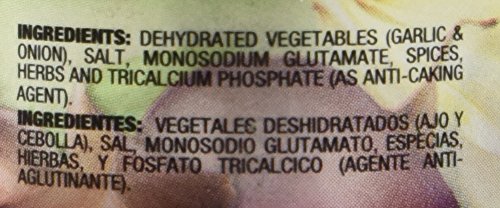 INGREDIENTS: DEHYDRATED VEGETABLES (GARLIC &
ONION), SALT, MONOSODIUM GLUTAMATE, SPICES,
HERBS AND TRICALCIUM PHOSPHATE (AS ANTI-CAKING
AGENT).
INGREDIENTES: VEGETALES DESHIDRATADOS (AJO Y
CEBOLLA), SAL, MONOSODIO GLUTAMATO, ESPECIAS,
HIERBAS, Y FOSFATO TRICALCICO (AGENTE ANTI-
AGLUTINANTE).